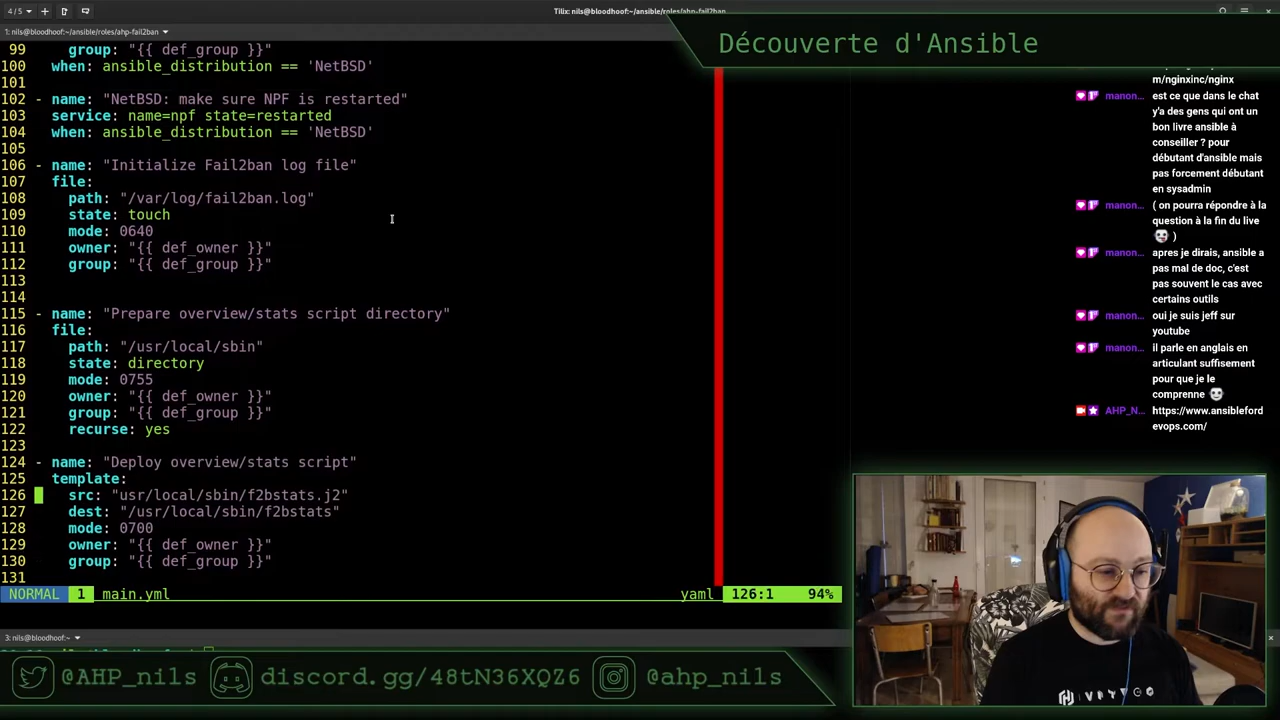 4/5
Tilix: nils@bloodhoof:~/ansible/roles/ahp-fail2ban
1: nils@bloodhoof:~/ansible/roles/ahp-fail2ban
Découverte d'Ansible
99     group: "{{ def_group }}"
100   when: ansible_distribution == 'NetBSD'
101
102 - name: "NetBSD: make sure NPF is restarted"
103   service: name=npf state=restarted
104   when: ansible_distribution == 'NetBSD'
105
106 - name: "Initialize Fail2ban log file"
107   file:
108     path: "/var/log/fail2ban.log"
109     state: touch
110     mode: 0640
111     owner: "{{ def_owner }}"
112     group: "{{ def_group }}"
113
114
115 - name: "Prepare overview/stats script directory"
116   file:
117     path: "/usr/local/sbin"
118     state: directory
119     mode: 0755
120     owner: "{{ def_owner }}"
121     group: "{{ def_group }}"
122     recurse: yes
123
124 - name: "Deploy overview/stats script"
125   template:
126     src: "usr/local/sbin/f2bstats.j2"
127     dest: "/usr/local/sbin/f2bstats"
128     mode: 0700
129     owner: "{{ def_owner }}"
130     group: "{{ def_group }}"
131
NORMAL 1 main.yml yaml 126:1 94%
3: nils@bloodhoof:~
m/nginxinc/nginx
manon... est ce que dans le chat
y'a des gens qui ont un
bon livre ansible à
conseiller ? pour
débutant d'ansible mais
pas forcement débutant
en sysadmin
manon... ( on pourra répondre à la
question à la fin du live
)
manon... apres je dirais, ansible a
pas mal de doc, c'est
pas souvent le cas avec
certains outils
manon... oui je suis jeff sur
youtube
manon... il parle en anglais en
articulant suffisement
pour que je le
comprenne
AHP_N... https://www.ansibleford
evops.com/
@AHP_nils
discord.gg/48tN36XQZ6
@ahp_nils